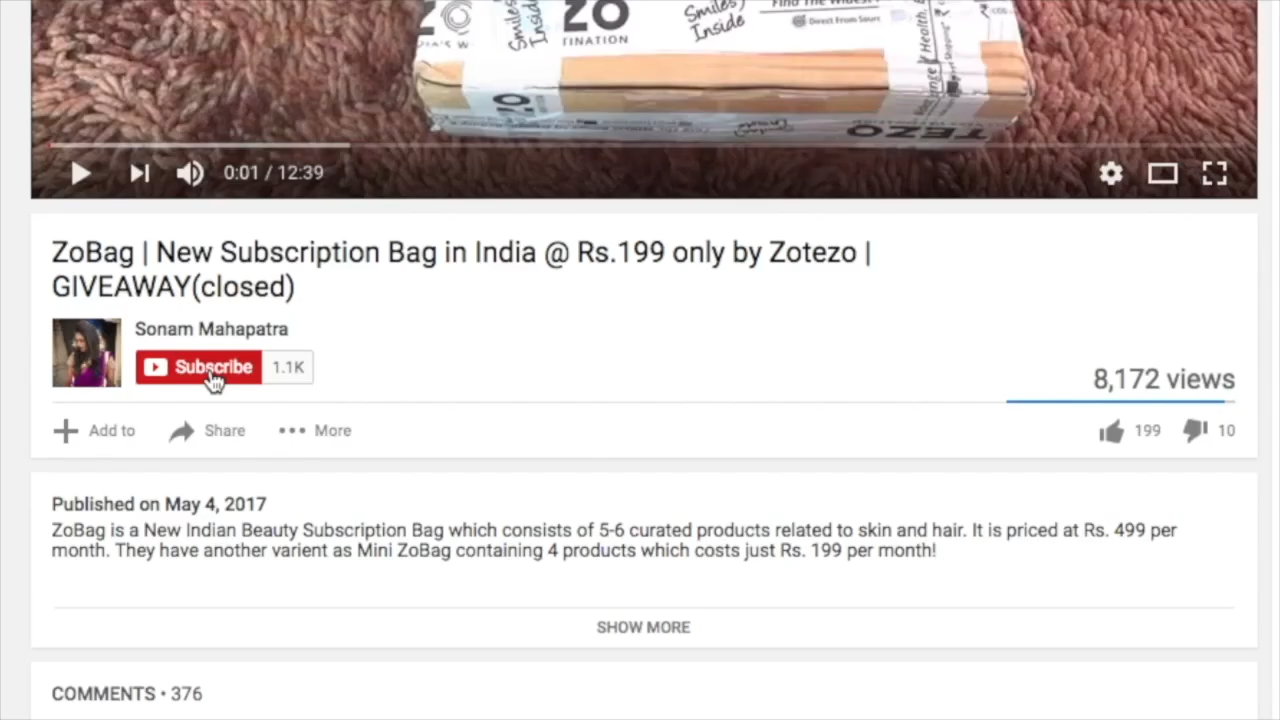 Smiles
Inside
ZO
TINATION
Smiles
Inside
Direct From
Health,
ZO
TEZO
0:01 / 12:39
ZoBag | New Subscription Bag in India @ Rs.199 only by Zotezo |
GIVEAWAY(closed)
Sonam Mahapatra
Subscribe 1.1K
8,172 views
Add to Share More 199 10
Published on May 4, 2017
ZoBag is a New Indian Beauty Subscription Bag which consists of 5-6 curated products related to skin and hair. It is priced at Rs. 499 per
month. They have another varient as Mini ZoBag containing 4 products which costs just Rs. 199 per month!
SHOW MORE
COMMENTS • 376